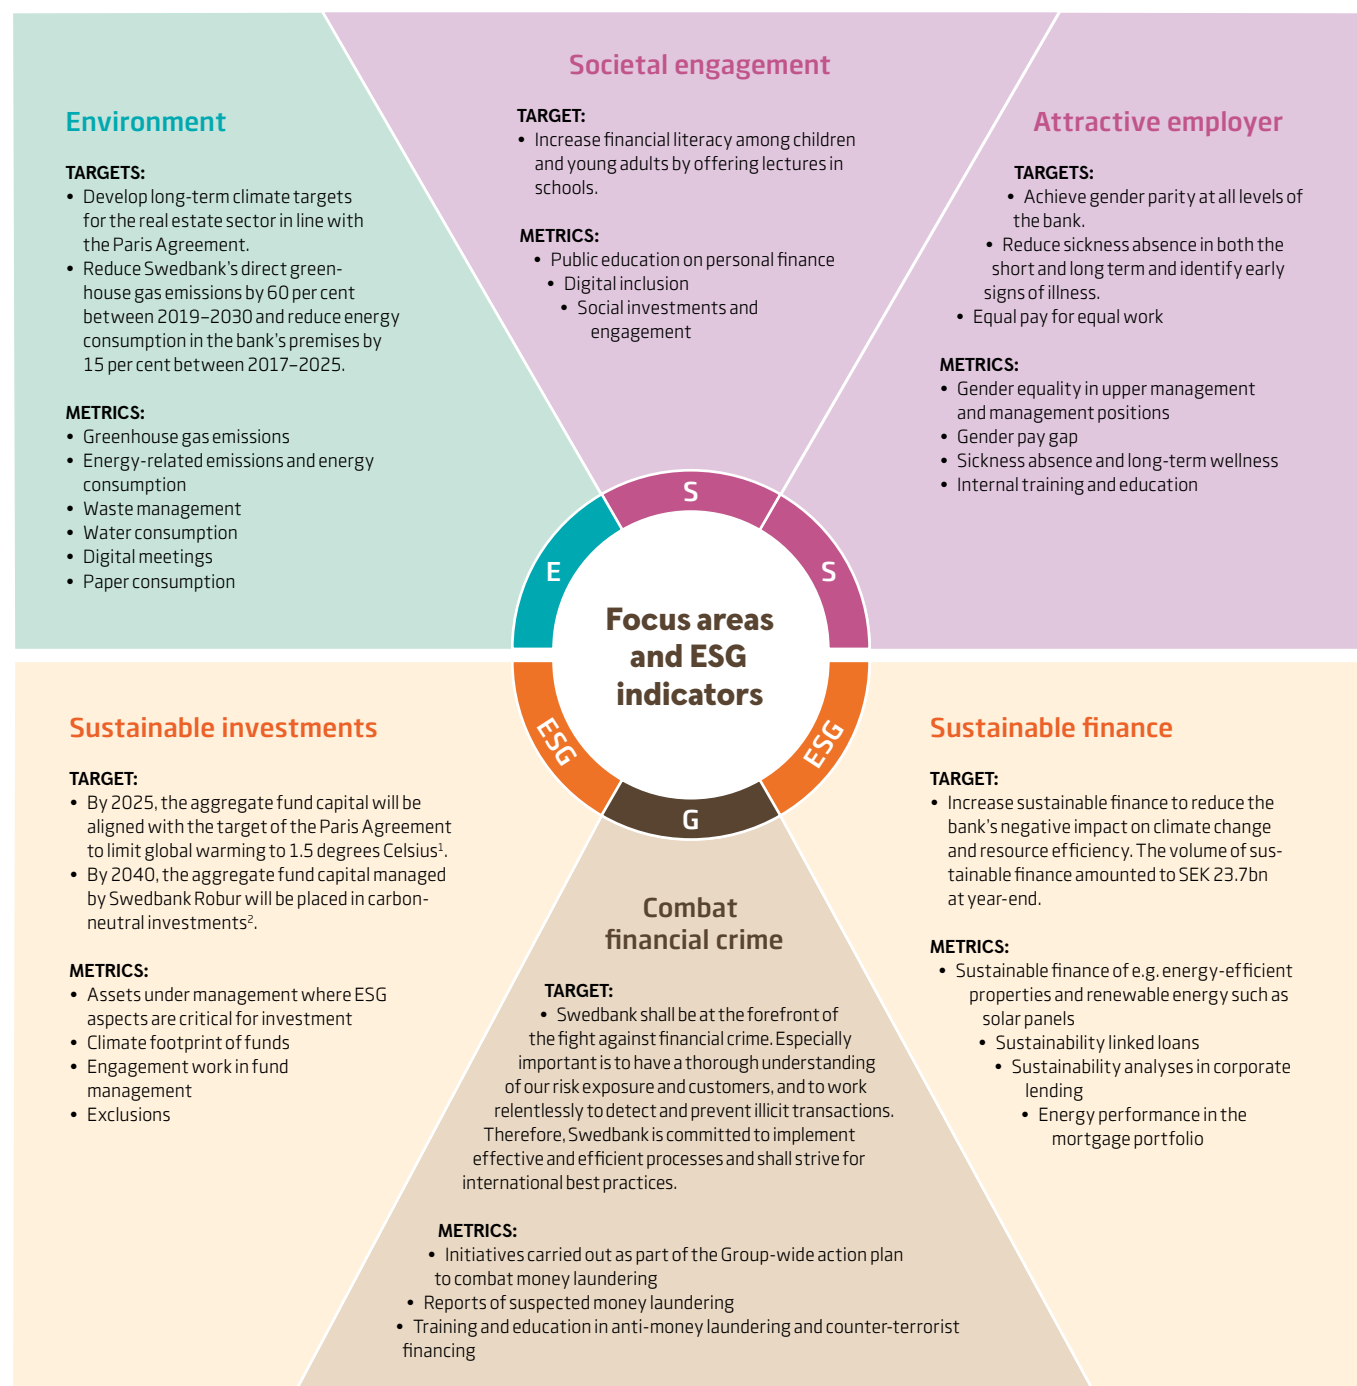 Societal engagement
TARGET:
• Increase financial literacy among children
and young adults by offering lectures in
schools.
METRICS:
• Public education on personal finance
• Digital inclusion
• Social investments and
engagement
Environment
TARGETS:
• Develop long-term climate targets
for the real estate sector in line with
the Paris Agreement.
• Reduce Swedbank's direct green-
house gas emissions by 60 per cent
between 2019–2030 and reduce energy
consumption in the bank's premises by
15 per cent between 2017–2025.
METRICS:
• Greenhouse gas emissions
• Energy-related emissions and energy
consumption
• Waste management
• Water consumption
• Digital meetings
• Paper consumption
Attractive employer
TARGETS:
• Achieve gender parity at all levels of
the bank.
• Reduce sickness absence in both the
short and long term and identify early
signs of illness.
• Equal pay for equal work
METRICS:
• Gender equality in upper management
and management positions
• Gender pay gap
• Sickness absence and long-term wellness
• Internal training and education
S
E
S
Focus areas
and ESG
indicators
ESG
ESG
G
Sustainable investments
TARGET:
• By 2025, the aggregate fund capital will be
aligned with the target of the Paris Agreement
to limit global warming to 1.5 degrees Celsius¹.
• By 2040, the aggregate fund capital managed
by Swedbank Robur will be placed in carbon-
neutral investments².
METRICS:
• Assets under management where ESG
aspects are critical for investment
• Climate footprint of funds
• Engagement work in fund
management
• Exclusions
Combat
financial crime
TARGET:
• Swedbank shall be at the forefront of
the fight against financial crime. Especially
important is to have a thorough understanding
of our risk exposure and customers, and to work
relentlessly to detect and prevent illicit transactions.
Therefore, Swedbank is committed to implement
effective and efficient processes and shall strive for
international best practices.
METRICS:
• Initiatives carried out as part of the Group-wide action plan
to combat money laundering
• Reports of suspected money laundering
• Training and education in anti-money laundering and counter-terrorist
financing
Sustainable finance
TARGET:
• Increase sustainable finance to reduce the
bank's negative impact on climate change
and resource efficiency. The volume of sus-
tainable finance amounted to SEK 23.7bn
at year-end.
METRICS:
• Sustainable finance of e.g. energy-efficient
properties and renewable energy such as
solar panels
• Sustainability linked loans
• Sustainability analyses in corporate
lending
• Energy performance in the
mortgage portfolio